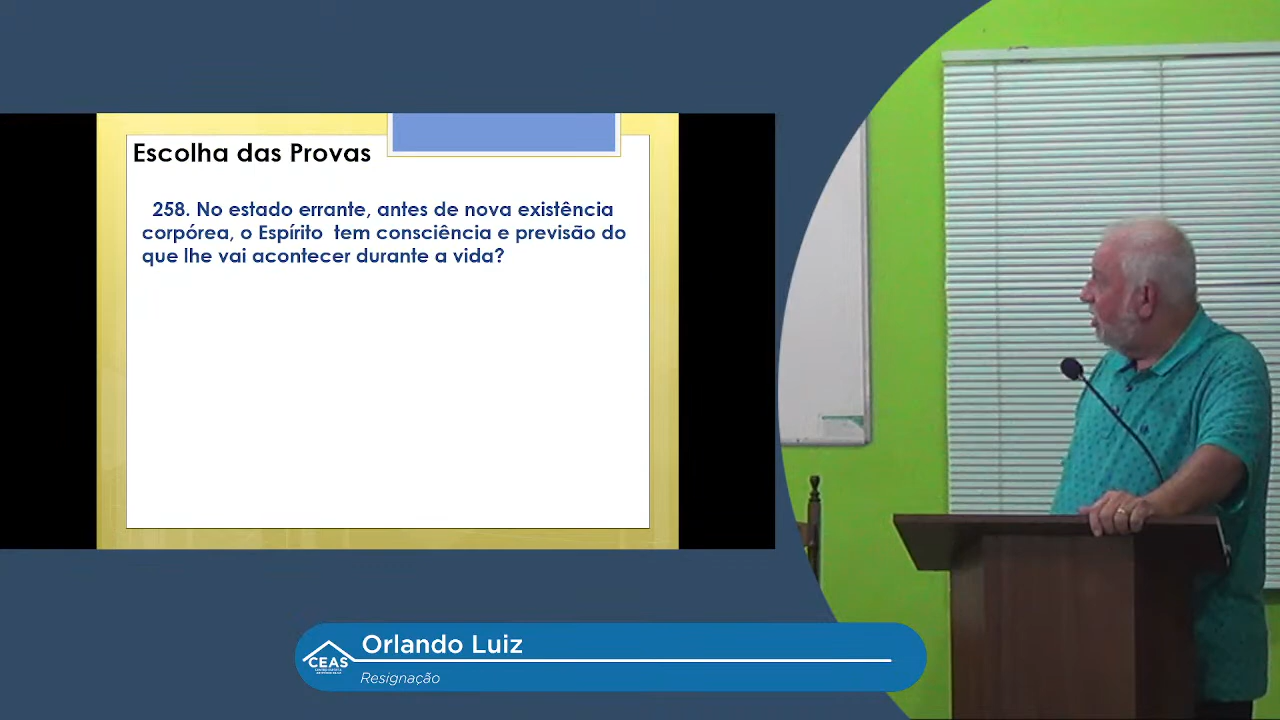 Escolha das Provas
258. No estado errante, antes de nova existência
corpórea, o Espírito tem consciência e previsão do
que lhe vai acontecer durante a vida?
Orlando Luiz
CEAS
Resignação